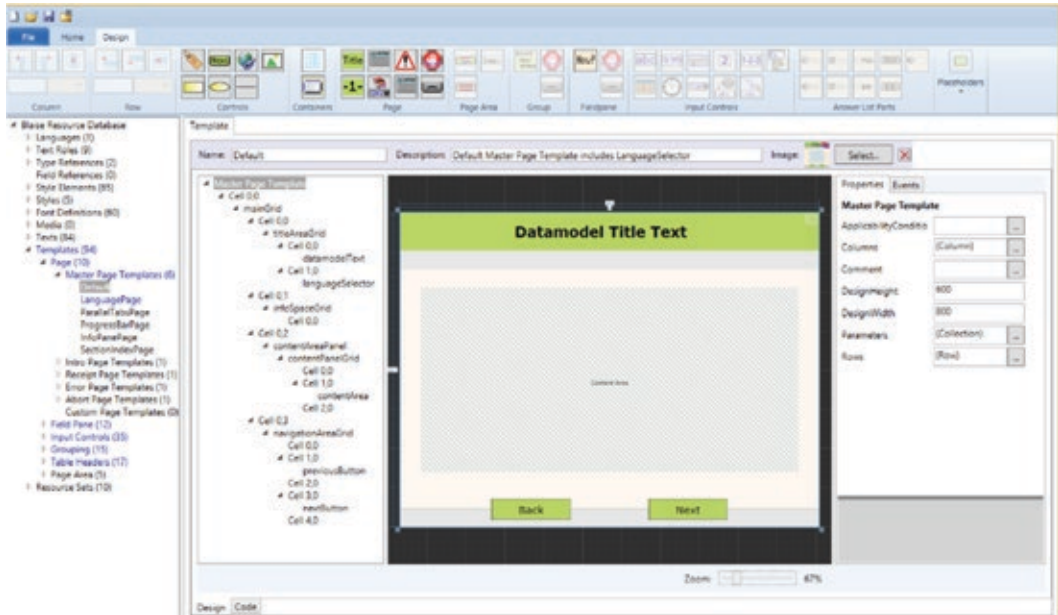 File Home Design
Title
-1-
Column Row Controls Containers Page Page Area Group Fieldpane Input Controls Answer List Parts
Placeholders
Blaise Resource Database
Languages (1)
Text Roles (9)
Type References (2)
Field References (0)
Style Elements (85)
Styles (5)
Font Definitions (60)
Media (0)
Texts (84)
Templates (94)
Page (10)
Master Page Templates (6)
Default
LanguagePage
ParallelTabsPage
ProgressBarPage
InfoPanePage
SectionIndexPage
Intro Page Templates (1)
Receipt Page Templates (1)
Error Page Templates (1)
Abort Page Templates (1)
Custom Page Templates (0)
Field Pane (12)
Input Controls (35)
Grouping (15)
Table Headers (17)
Page Area (5)
Resource Sets (10)
Template
Name: Default Description: Default Master Page Template includes LanguageSelector Image: Select...
Master Page Template
Cell 0,0
mainGrid
Cell 0,0
titleAreaGrid
Cell 0,0
datamodelText
Cell 1,0
languageSelector
Cell 0,1
infoSpaceGrid
Cell 0,0
Cell 0,2
contentAreaPanel
contentPanelGrid
Cell 0,0
Cell 1,0
contentArea
Cell 2,0
Cell 0,3
navigationAreaGrid
Cell 0,0
Cell 1,0
previousButton
Cell 2,0
Cell 3,0
nextButton
Cell 4,0
Datamodel Title Text
Content Area
Back Next
Properties Events
Master Page Template
ApplicabilityConditio ...
Columns (Column) ...
Comment ...
DesignHeight 600
DesignWidth 800
Parameters (Collection) ...
Rows (Row) ...
Zoom: 67%
Design Code